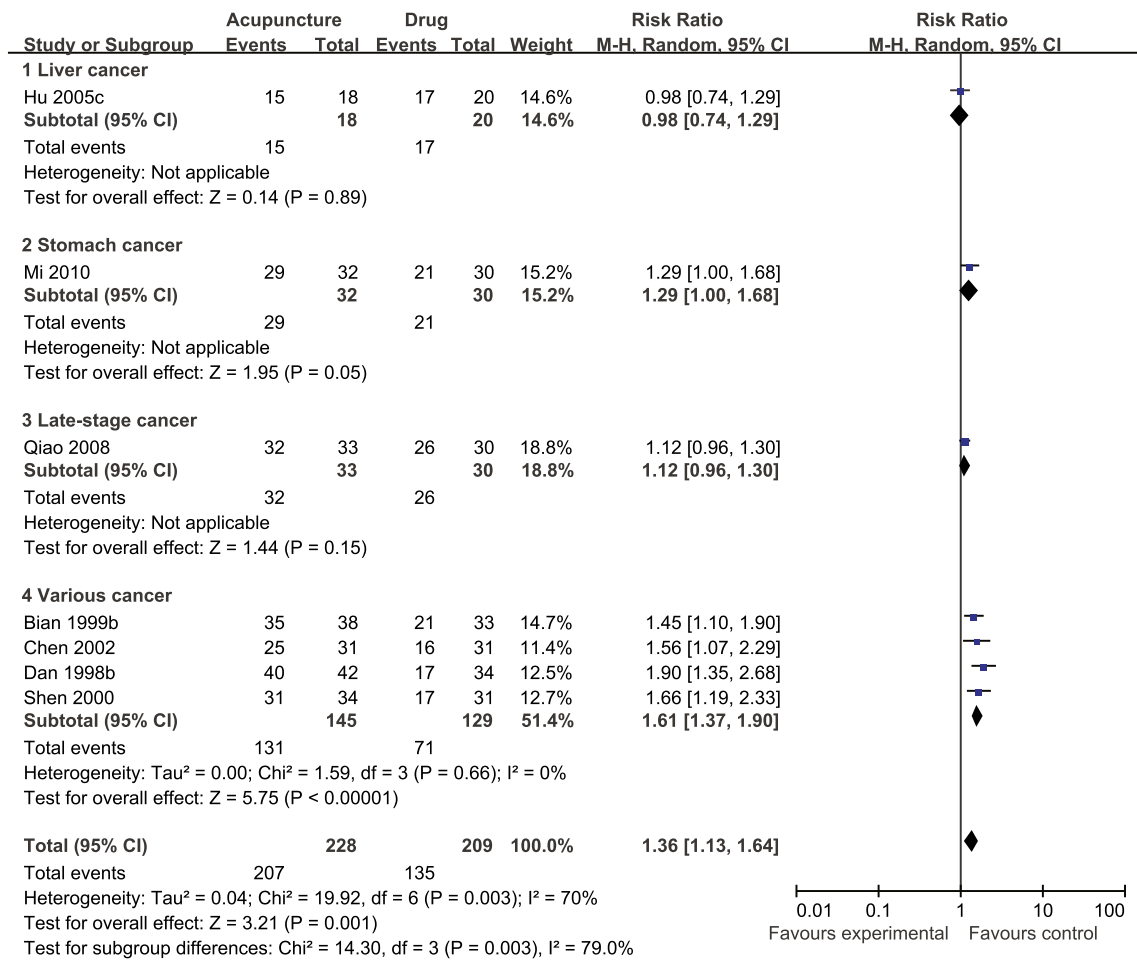 Acupuncture Drug Risk Ratio Risk Ratio
Study or Subgroup Events Total Events Total Weight M-H, Random, 95% CI M-H, Random, 95% CI
1 Liver cancer
Hu 2005c 15 18 17 20 14.6% 0.98 [0.74, 1.29]
Subtotal (95% CI) 18 20 14.6% 0.98 [0.74, 1.29]
Total events 15 17
Heterogeneity: Not applicable
Test for overall effect: Z = 0.14 (P = 0.89)
2 Stomach cancer
Mi 2010 29 32 21 30 15.2% 1.29 [1.00, 1.68]
Subtotal (95% CI) 32 30 15.2% 1.29 [1.00, 1.68]
Total events 29 21
Heterogeneity: Not applicable
Test for overall effect: Z = 1.95 (P = 0.05)
3 Late-stage cancer
Qiao 2008 32 33 26 30 18.8% 1.12 [0.96, 1.30]
Subtotal (95% CI) 33 30 18.8% 1.12 [0.96, 1.30]
Total events 32 26
Heterogeneity: Not applicable
Test for overall effect: Z = 1.44 (P = 0.15)
4 Various cancer
Bian 1999b 35 38 21 33 14.7% 1.45 [1.10, 1.90]
Chen 2002 25 31 16 31 11.4% 1.56 [1.07, 2.29]
Dan 1998b 40 42 17 34 12.5% 1.90 [1.35, 2.68]
Shen 2000 31 34 17 31 12.7% 1.66 [1.19, 2.33]
Subtotal (95% CI) 145 129 51.4% 1.61 [1.37, 1.90]
Total events 131 71
Heterogeneity: Tau² = 0.00; Chi² = 1.59, df = 3 (P = 0.66); I² = 0%
Test for overall effect: Z = 5.75 (P < 0.00001)
Total (95% CI) 228 209 100.0% 1.36 [1.13, 1.64]
Total events 207 135
Heterogeneity: Tau² = 0.04; Chi² = 19.92, df = 6 (P = 0.003); I² = 70%
Test for overall effect: Z = 3.21 (P = 0.001)
Test for subgroup differences: Chi² = 14.30, df = 3 (P = 0.003), I² = 79.0%
0.01 0.1 1 10 100
Favours experimental Favours control